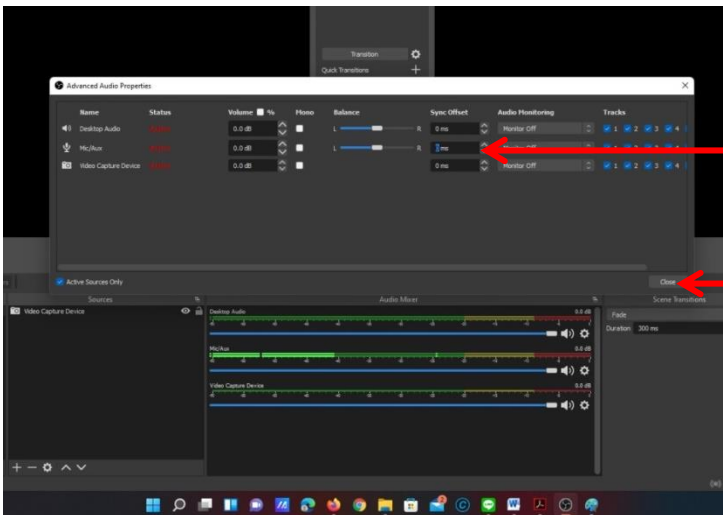 Transition
Quick Transitions
Advanced Audio Properties
Name Status Volume % Mono Balance Sync Offset Audio Monitoring Tracks
Desktop Audio 0.0 dB L R 0 ms Monitor Off 1 2 3 4
Mic/Aux 0.0 dB L R ms 1 2 3 4
Video Capture Device 0.0 dB 0 ms Monitor Off 1 2 3 4
Active Sources Only Close
Sources Audio Mixer Scene Transitions
Video Capture Device Desktop Audio 0.0 dB Fade
Duration 300 ms
Mic/Aux 0.0 dB
Video Capture Device 0.0 dB